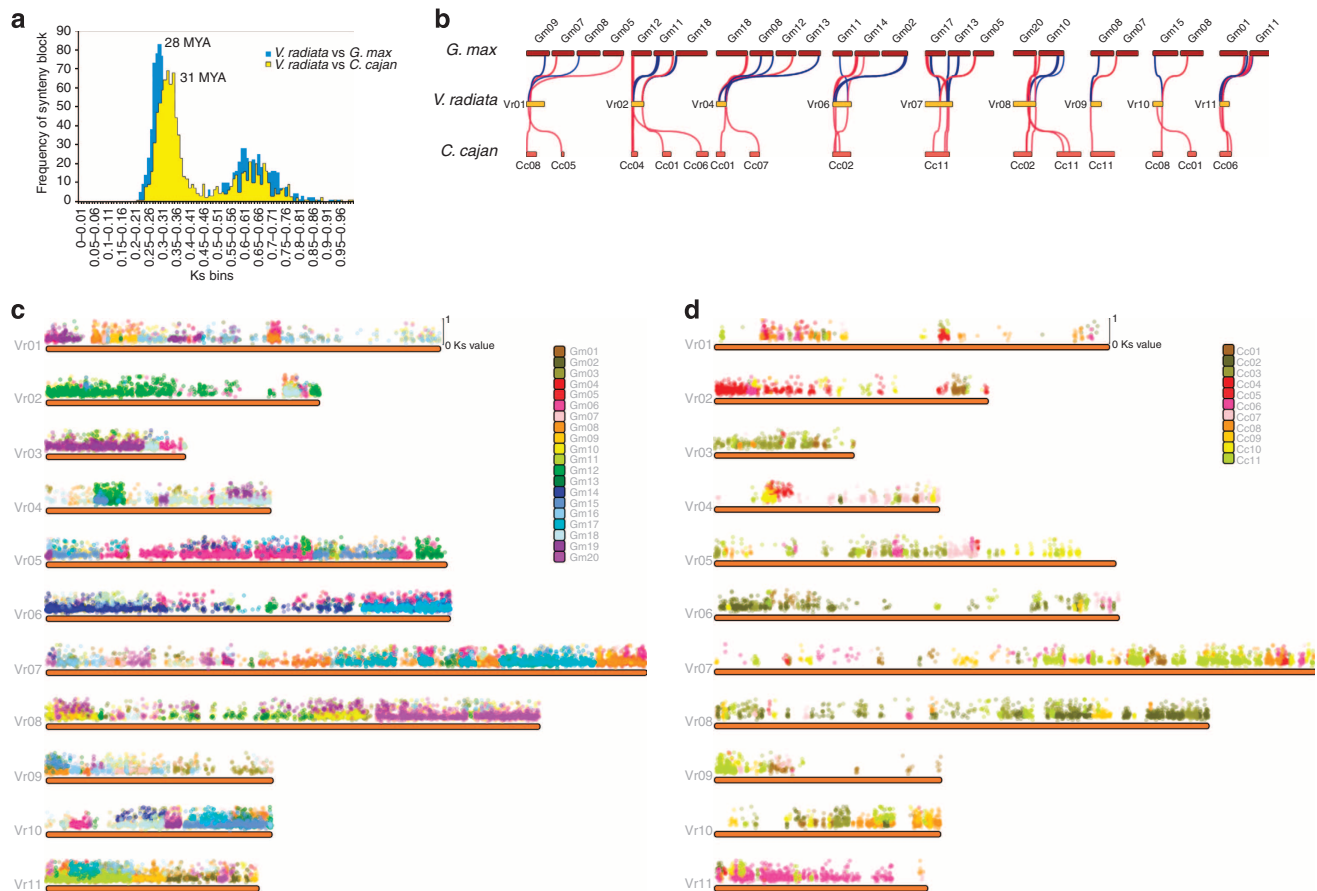 a
90
80
70
60
50
40
30
20
10
0
Frequency of synteny block
28 MYA
31 MYA
V. radiata vs G. max
V. radiata vs C. cajan
0–0.01
0.05–0.06
0.1–0.11
0.15–0.16
0.2–0.21
0.25–0.26
0.3–0.31
0.35–0.36
0.4–0.41
0.45–0.46
0.5–0.51
0.55–0.56
0.6–0.61
0.65–0.66
0.7–0.71
0.75–0.76
0.8–0.81
0.85–0.86
0.9–0.91
0.95–0.96
Ks bins
b
Gm09 Gm07 Gm08 Gm05 Gm12 Gm11 Gm18 Gm18 Gm08 Gm12 Gm13 Gm11 Gm14 Gm02 Gm17 Gm13 Gm05 Gm20 Gm10 Gm08 Gm07 Gm15 Gm08 Gm01 Gm11
G. max
V. radiata
Vr01 Vr02 Vr04 Vr06 Vr07 Vr08 Vr09 Vr10 Vr11
C. cajan
Cc08 Cc05 Cc04 Cc01 Cc06 Cc01 Cc07 Cc02 Cc11 Cc02 Cc11 Cc11 Cc08 Cc01 Cc06
c
1
0 Ks value
Vr01
Vr02
Vr03
Vr04
Vr05
Vr06
Vr07
Vr08
Vr09
Vr10
Vr11
Gm01
Gm02
Gm03
Gm04
Gm05
Gm06
Gm07
Gm08
Gm09
Gm10
Gm11
Gm12
Gm13
Gm14
Gm15
Gm16
Gm17
Gm18
Gm19
Gm20
d
1
0 Ks value
Vr01
Vr02
Vr03
Vr04
Vr05
Vr06
Vr07
Vr08
Vr09
Vr10
Vr11
Cc01
Cc02
Cc03
Cc04
Cc05
Cc06
Cc07
Cc08
Cc09
Cc10
Cc11